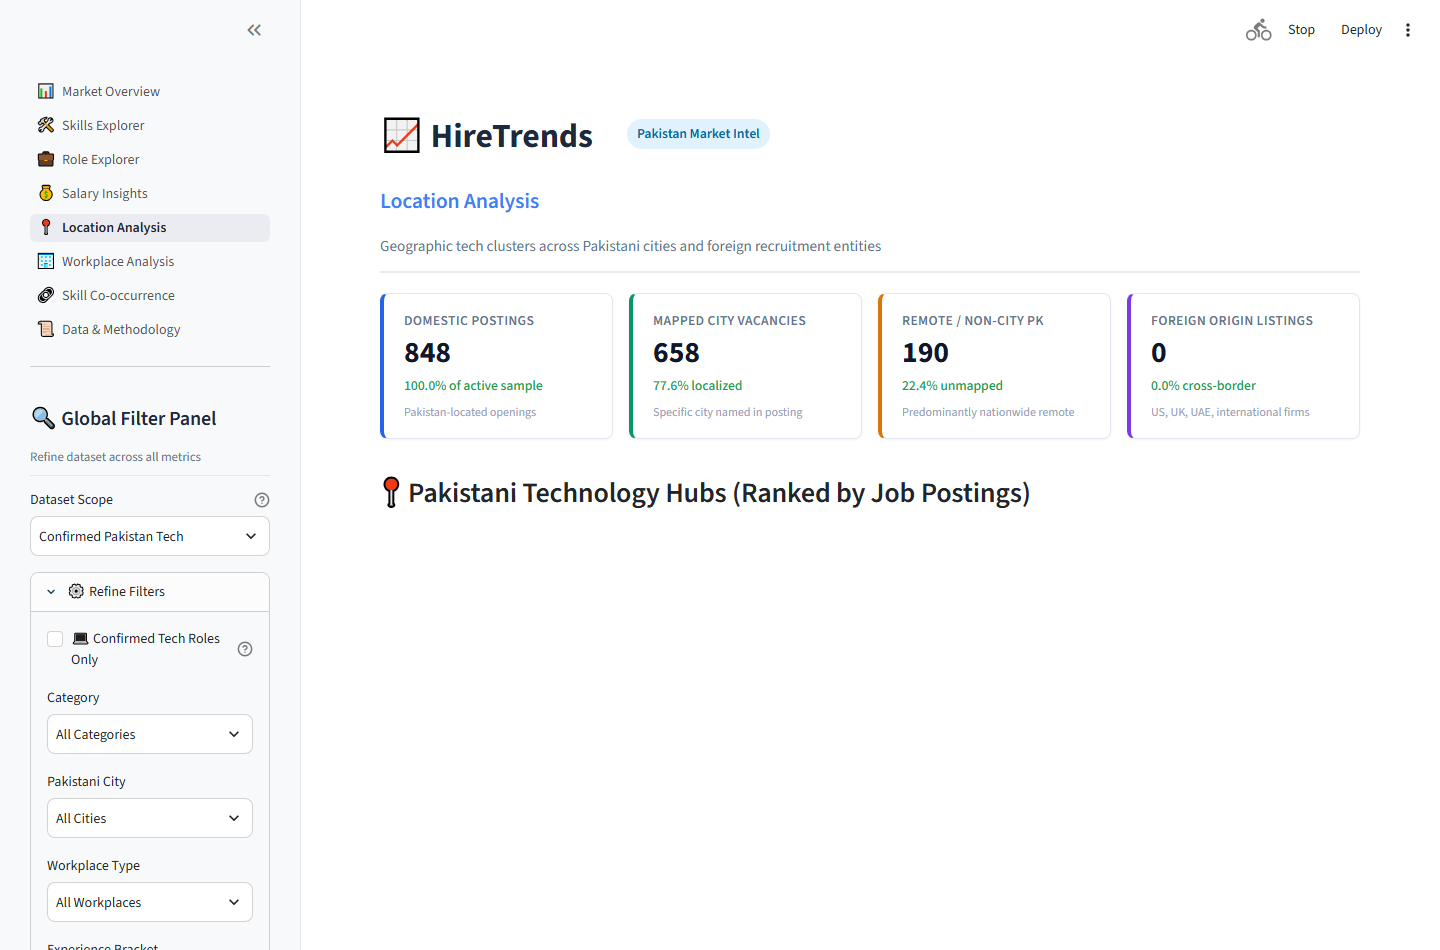 Market Overview
Skills Explorer
Role Explorer
Salary Insights
Location Analysis
Workplace Analysis
Skill Co-occurrence
Data & Methodology
Global Filter Panel
Refine dataset across all metrics
Dataset Scope
Confirmed Pakistan Tech
Refine Filters
Confirmed Tech Roles
Only
Category
All Categories
Pakistani City
All Cities
Workplace Type
All Workplaces
Experience Bracket
Stop
Deploy
HireTrends
Pakistan Market Intel
Location Analysis
Geographic tech clusters across Pakistani cities and foreign recruitment entities
DOMESTIC POSTINGS
848
100.0% of active sample
Pakistan-located openings
MAPPED CITY VACANCIES
658
77.6% localized
Specific city named in posting
REMOTE / NON-CITY PK
190
22.4% unmapped
Predominantly nationwide remote
FOREIGN ORIGIN LISTINGS
0
0.0% cross-border
US, UK, UAE, international firms
Pakistani Technology Hubs (Ranked by Job Postings)